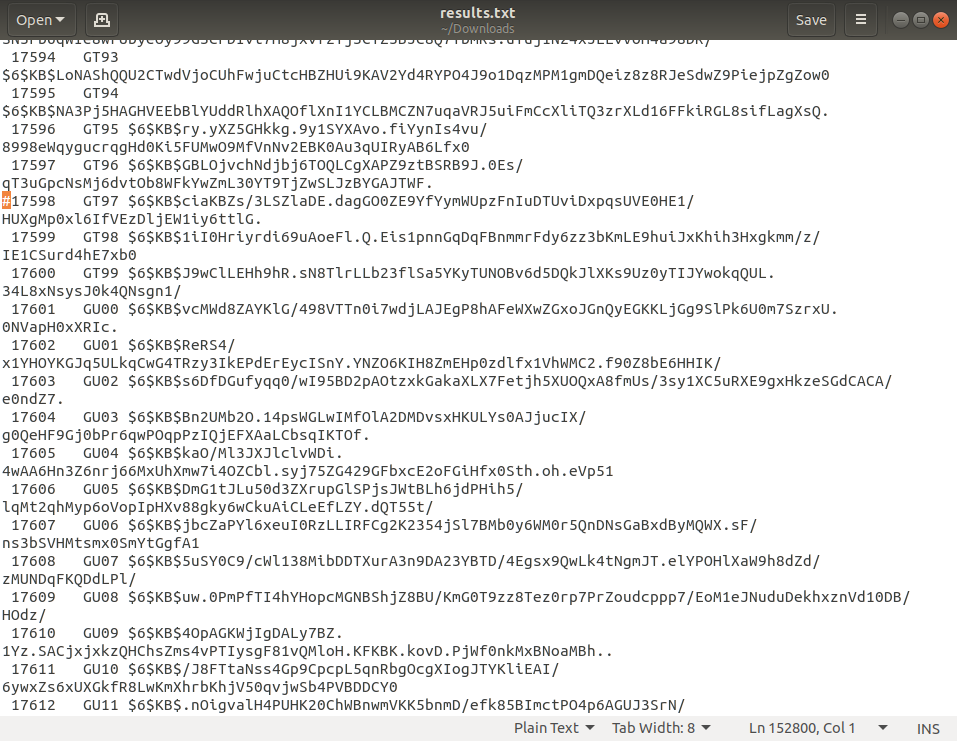 Open
results.txt
~/Downloads
Save
17594 GT93
$6$KB$LoNAShQQU2CTwdVjoCUhFwjuCtcHBZHUi9KAV2Yd4RYPO4J9o1DqzMPM1gmDQeiz8z8RJeSdwZ9PiejpZgZow0
17595 GT94
$6$KB$NA3Pj5HAGHVEEbBlYUddRlhXAQOflXnI1YCLBMCZN7uqaVRJ5uiFmCcXliTQ3zrXLd16FFkiRGL8sifLagXsQ.
17596 GT95 $6$KB$ry.yXZ5GHkkg.9y1SYXAvo.fiYynIs4vu/
8998eWqygucrqgHd0Ki5FUMwO9MfVnNv2EBK0Au3qUIRyAB6Lfx0
17597 GT96 $6$KB$GBLOjvchNdjbj6TOQLCgXAPZ9ztBSRB9J.0Es/
qT3uGpcNsMj6dvtOb8WFkYwZmL30YT9TjZwSLJzBYGAJTWF.
#17598 GT97 $6$KB$ciaKBZs/3LSZlaDE.dagGO0ZE9YfYymWUpzFnIuDTUviDxpqsUVE0HE1/
HUXgMp0xl6IfVEzDljEW1iy6ttlG.
17599 GT98 $6$KB$1iI0Hriyrdi69uAoeFl.Q.Eis1pnnGqDqFBnmmrFdy6zz3bKmLE9huiJxKhih3Hxgkmm/z/
IE1CSurd4hE7xb0
17600 GT99 $6$KB$J9wClLEHh9hR.sN8TlrLLb23flSa5YKyTUNOBv6d5DQkJlXKs9Uz0yTIJYwokqQUL.
34L8xNsysJ0k4QNsgn1/
17601 GU00 $6$KB$vcMWd8ZAYKlG/498VTTn0i7wdjLAJEgP8hAFeWXwZGxoJGnQyEGKKLjGg9SlPk6U0m7SzrxU.
0NVapH0xXRIc.
17602 GU01 $6$KB$ReRS4/
x1YHOYKGJq5ULkqCwG4TRzy3IkEPdErEycISnY.YNZO6KIH8ZmEHp0zdlfx1VhWMC2.f90Z8bE6HHIK/
17603 GU02 $6$KB$s6DfDGufyqq0/wI95BD2pAOtzxkGakaXLX7Fetjh5XUOQxA8fmUs/3sy1XC5uRXE9gxHkzeSGdCACA/
e0ndZ7.
17604 GU03 $6$KB$Bn2UMb2O.14psWGLwIMfOlA2DMDvsxHKULYs0AJjucIX/
g0QeHF9Gj0bPr6qwPOqpPzIQjEFXAaLCbsqIKTOf.
17605 GU04 $6$KB$kaO/Ml3JXJlclvWDi.
4wAA6Hn3Z6nrj66MxUhXmw7i4OZCbl.syj75ZG429GFbxcE2oFGiHfx0Sth.oh.eVp51
17606 GU05 $6$KB$DmG1tJLu50d3ZXrupGlSPjsJWtBLh6jdPHih5/
lqMt2qhMyp6oVopIpHXv88gky6wCkuAiCLeEfLZY.dQT55t/
17607 GU06 $6$KB$jbcZaPYl6xeuI0RzLLIRFCg2K2354jSl7BMb0y6WM0r5QnDNsGaBxdByMQWX.sF/
ns3bSVHMtsmx0SmYtGgfA1
17608 GU07 $6$KB$5uSY0C9/cWl138MibDDTXurA3n9DA23YBTD/4Egsx9QwLk4tNgmJT.elYPOHlXaW9h8dZd/
zMUNDqFKQDdLPl/
17609 GU08 $6$KB$uw.0PmPfTI4hYHopcMGNBShjZ8BU/KmG0T9zz8Tez0rp7PrZoudcppp7/EoM1eJNuduDekhxznVd10DB/
HOdz/
17610 GU09 $6$KB$4OpAGKWjIgDALy7BZ.
1Yz.SACjxjxkzQHChsZms4vPTIysgF81vQMloH.KFKBK.kovD.PjWf0nkMxBNoaMBh..
17611 GU10 $6$KB$/J8FTtaNss4Gp9CpcpL5qnRbgOcgXIogJTYKliEAI/
6ywxZs6xUXGkfR8LwKmXhrbKhjV50qvjwSb4PVBDDCY0
17612 GU11 $6$KB$.nOigvalH4PUHK20ChWBnwmVKK5bnmD/efk85BImctPO4p6AGUJ3SrN/
Plain Text Tab Width: 8 Ln 152800, Col 1 INS